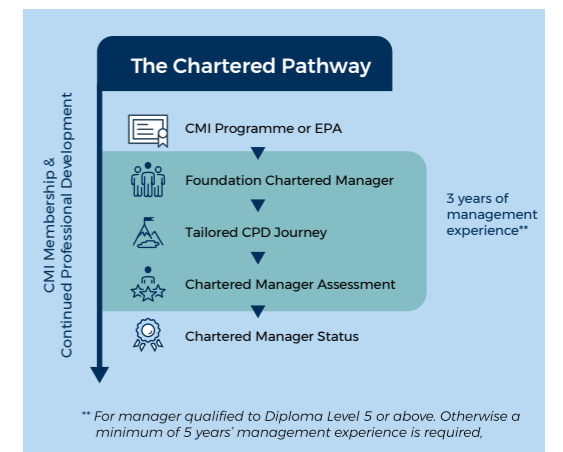 The Chartered Pathway
CMI Membership &
Continued Professional Development
CMI Programme or EPA
Foundation Chartered Manager
Tailored CPD Journey
Chartered Manager Assessment
Chartered Manager Status
3 years of
management
experience**
** For manager qualified to Diploma Level 5 or above. Otherwise a
minimum of 5 years’ management experience is required,